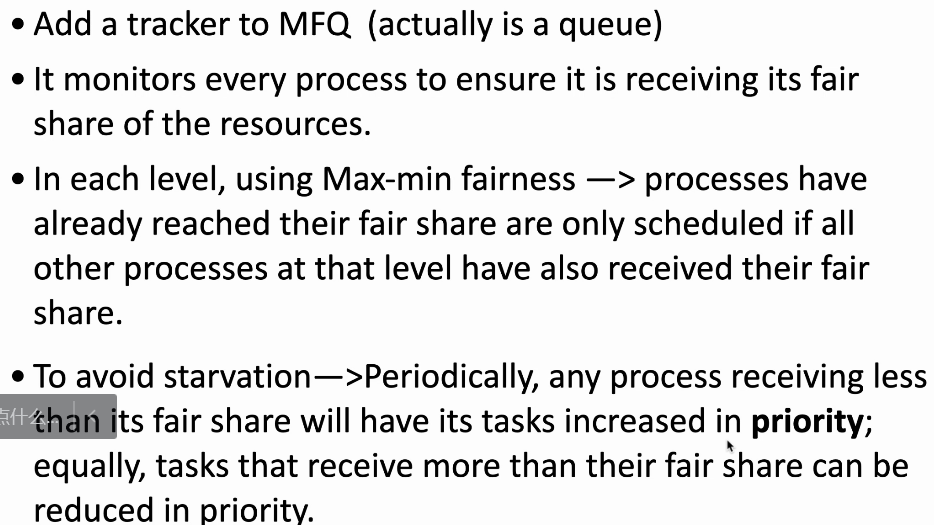 • Add a tracker to MFQ (actually is a queue)
• It monitors every process to ensure it is receiving its fair
share of the resources.
• In each level, using Max-min fairness —> processes have
already reached their fair share are only scheduled if all
other processes at that level have also received their fair
share.
• To avoid starvation—>Periodically, any process receiving less
点什么...
than its fair share will have its tasks increased in priority;
equally, tasks that receive more than their fair share can be
reduced in priority.